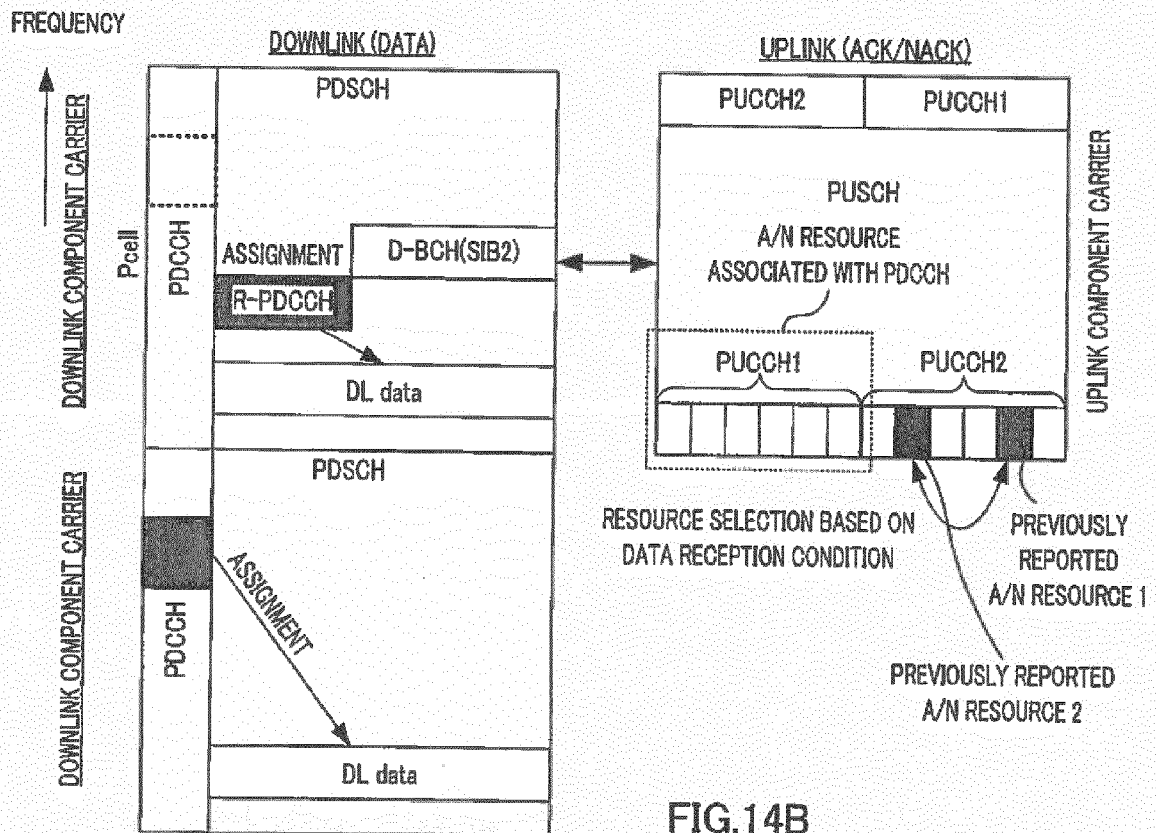 FREQUENCY
DOWNLINK (DATA)
DOWNLINK COMPONENT CARRIER
Pcell
PDCCH
PDSCH
ASSIGNMENT
D-BCH(SIB2)
R-PDCCH
DL data
DOWNLINK COMPONENT CARRIER
PDCCH
PDSCH
ASSIGNMENT
DL data
UPLINK (ACK/NACK)
PUCCH2
PUCCH1
PUSCH
A/N RESOURCE
ASSOCIATED WITH PDCCH
PUCCH1
PUCCH2
UPLINK COMPONENT CARRIER
RESOURCE SELECTION BASED ON
DATA RECEPTION CONDITION
PREVIOUSLY
REPORTED
A/N RESOURCE 1
PREVIOUSLY REPORTED
A/N RESOURCE 2
FIG.14B